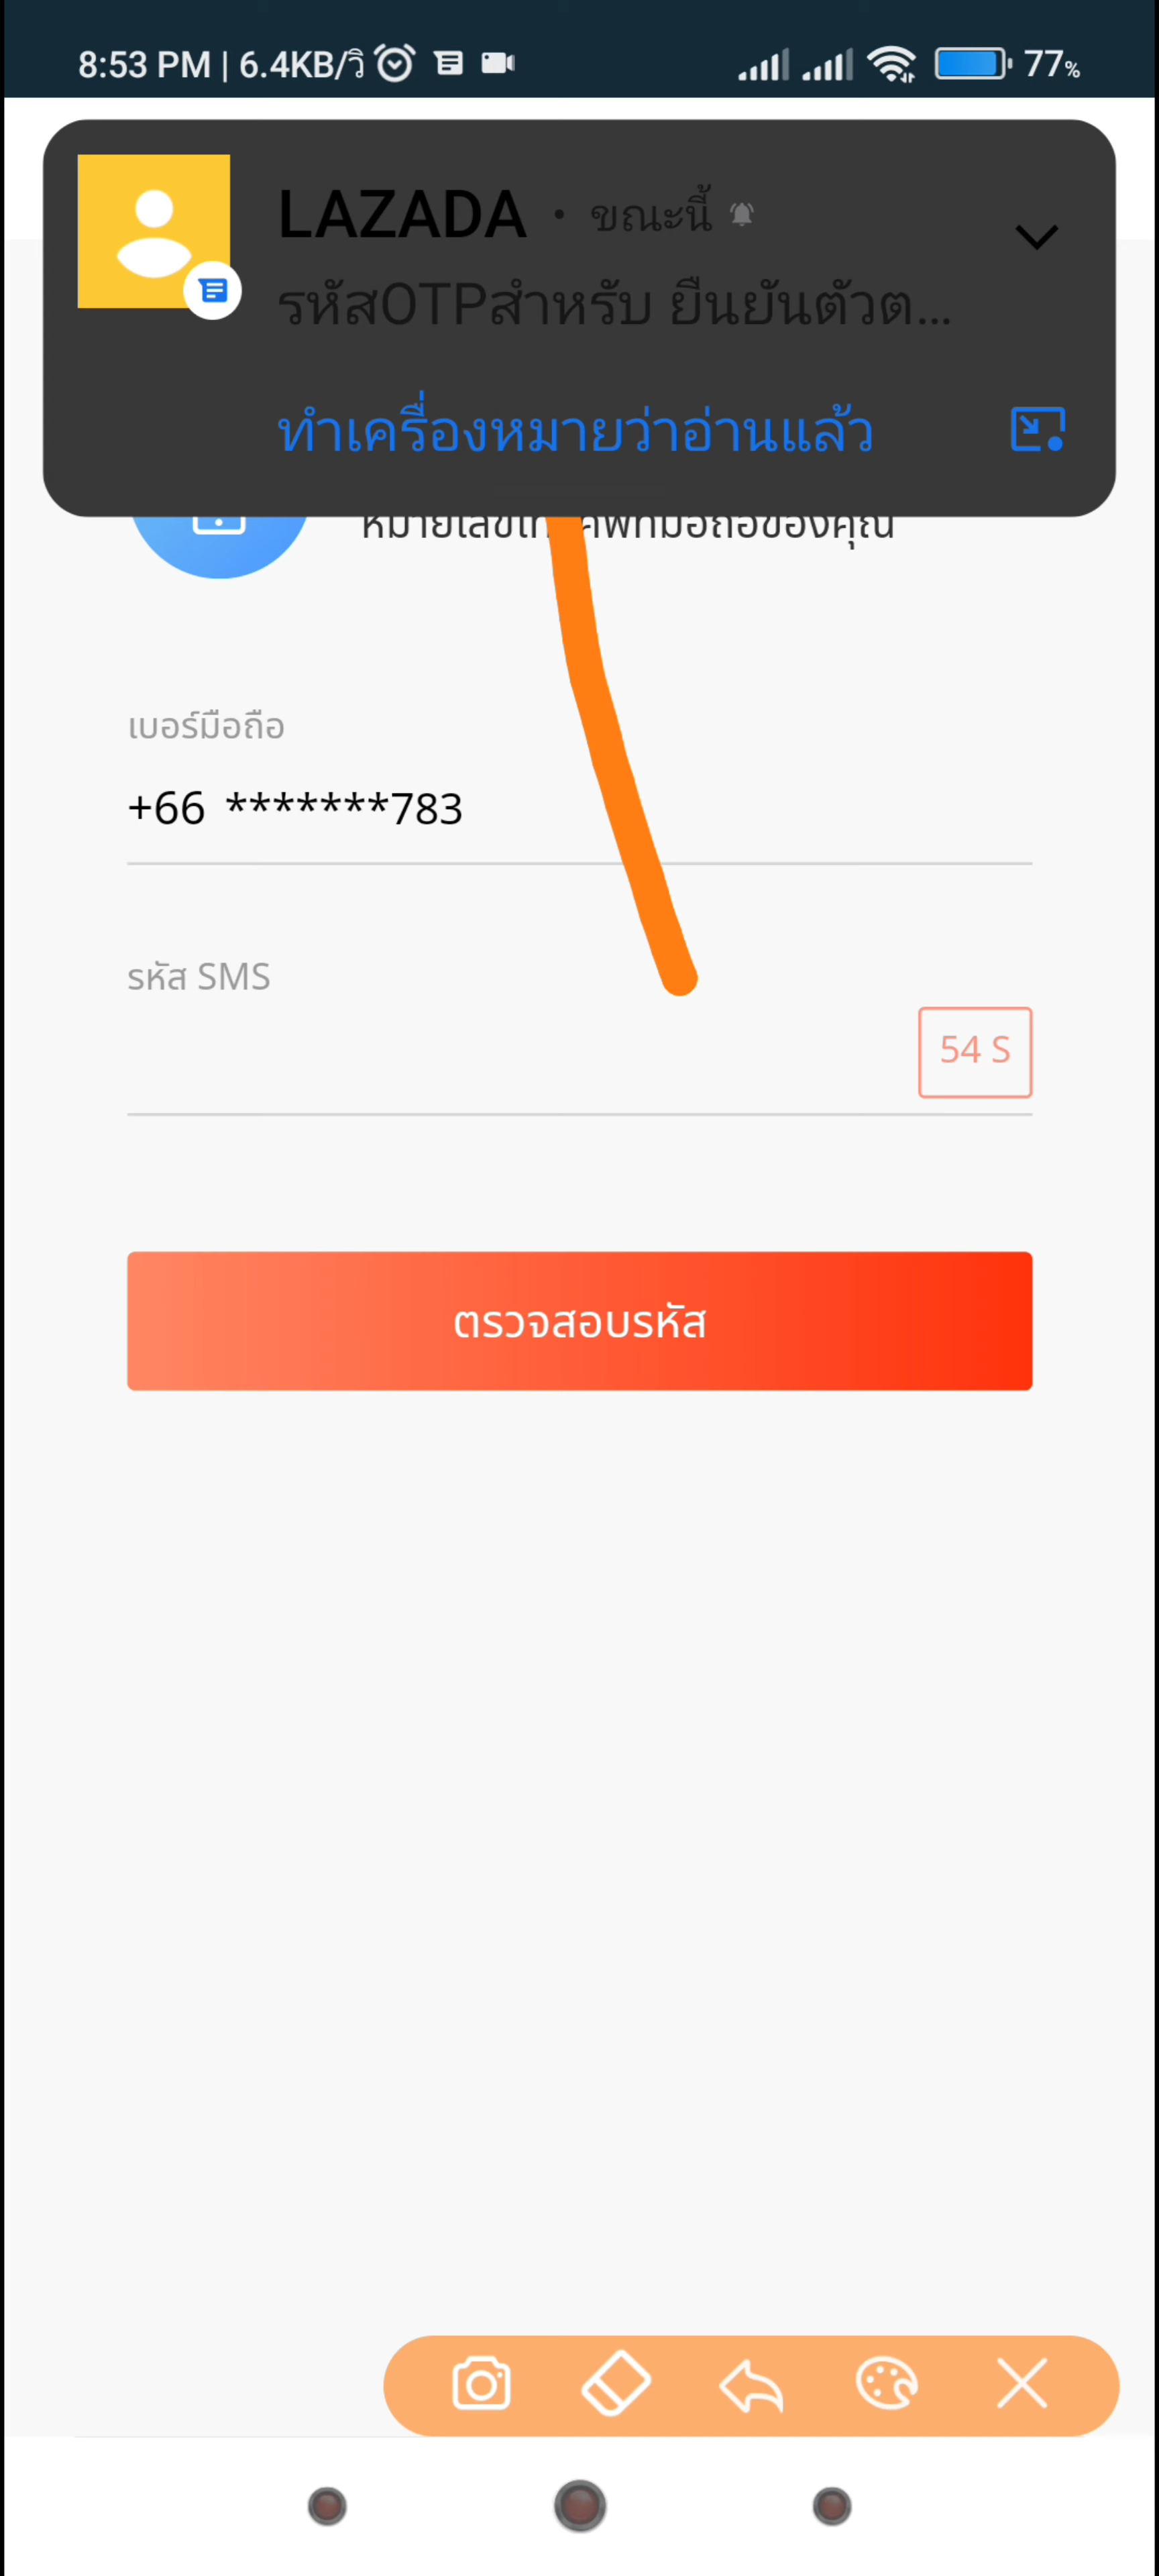 8:53 PM | 6.4KB/วิ 77%
LAZADA • ขณะนี้
รหัสOTPสำหรับ ยืนยันตัวต...
ทำเครื่องหมายว่าอ่านแล้ว
เบอร์มือถือ
+66 *******783
รหัส SMS
54 S
ตรวจสอบรหัส